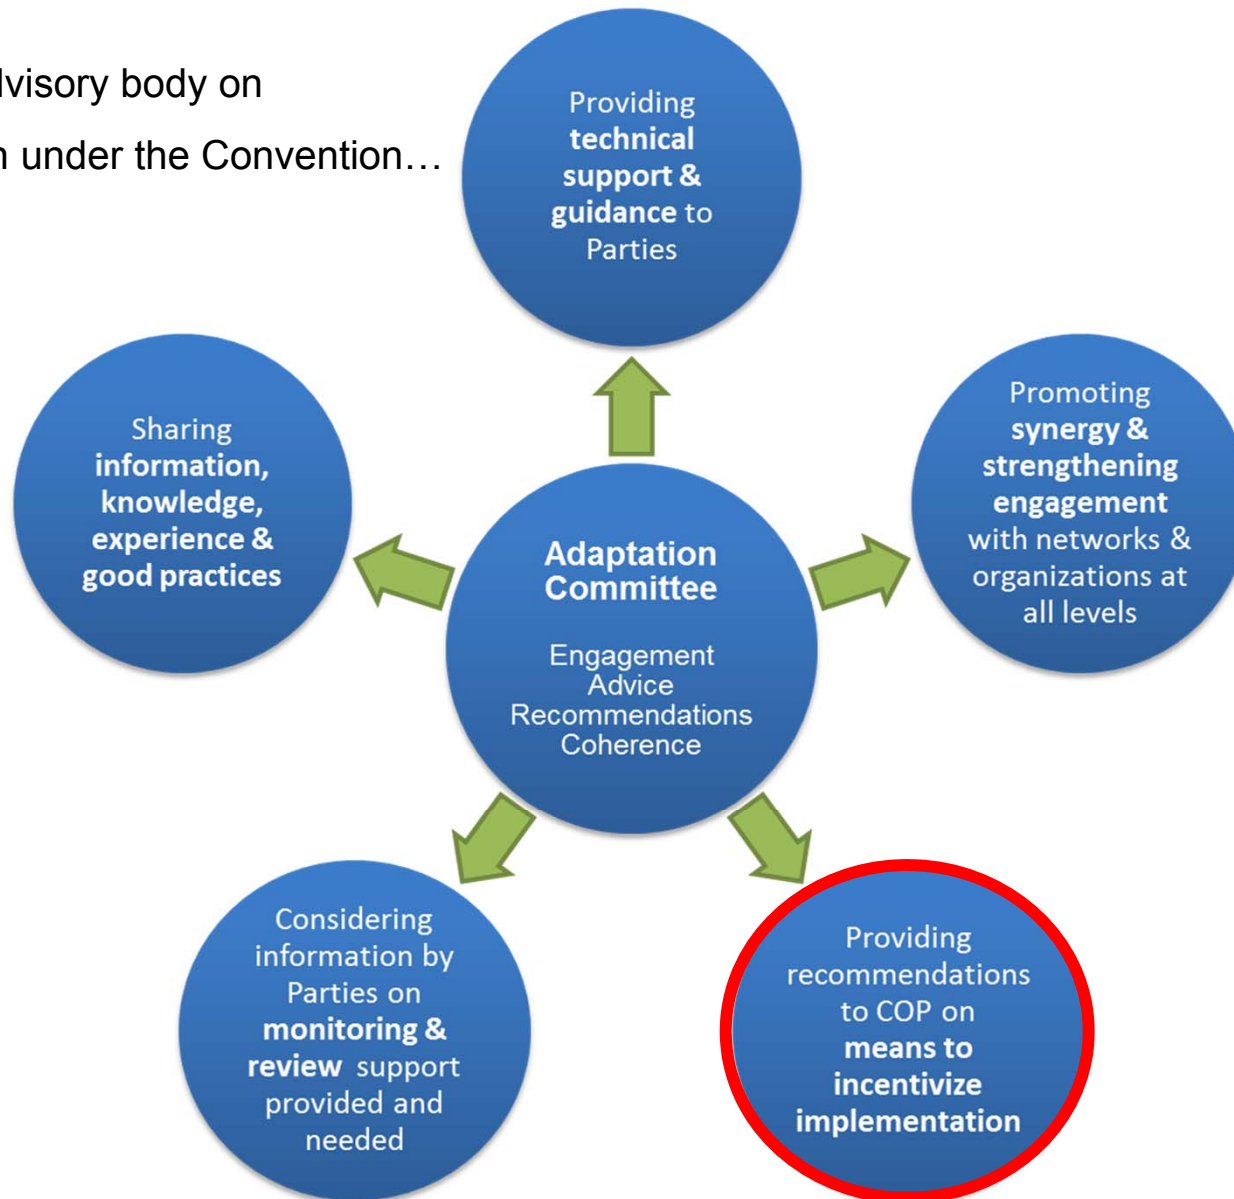 body on
under the Convention…
Providing
technical
support &
guidance to
Parties
Sharing
information,
knowledge,
experience &
good practices
Promoting
synergy &
strengthening
engagement
with networks &
organizations at
all levels
Adaptation
Committee
Engagement
Advice
Recommendations
Coherence
Considering
information by
Parties on
monitoring &
review support
provided and
needed
Providing
recommendations
to COP on
means to
incentivize
implementation